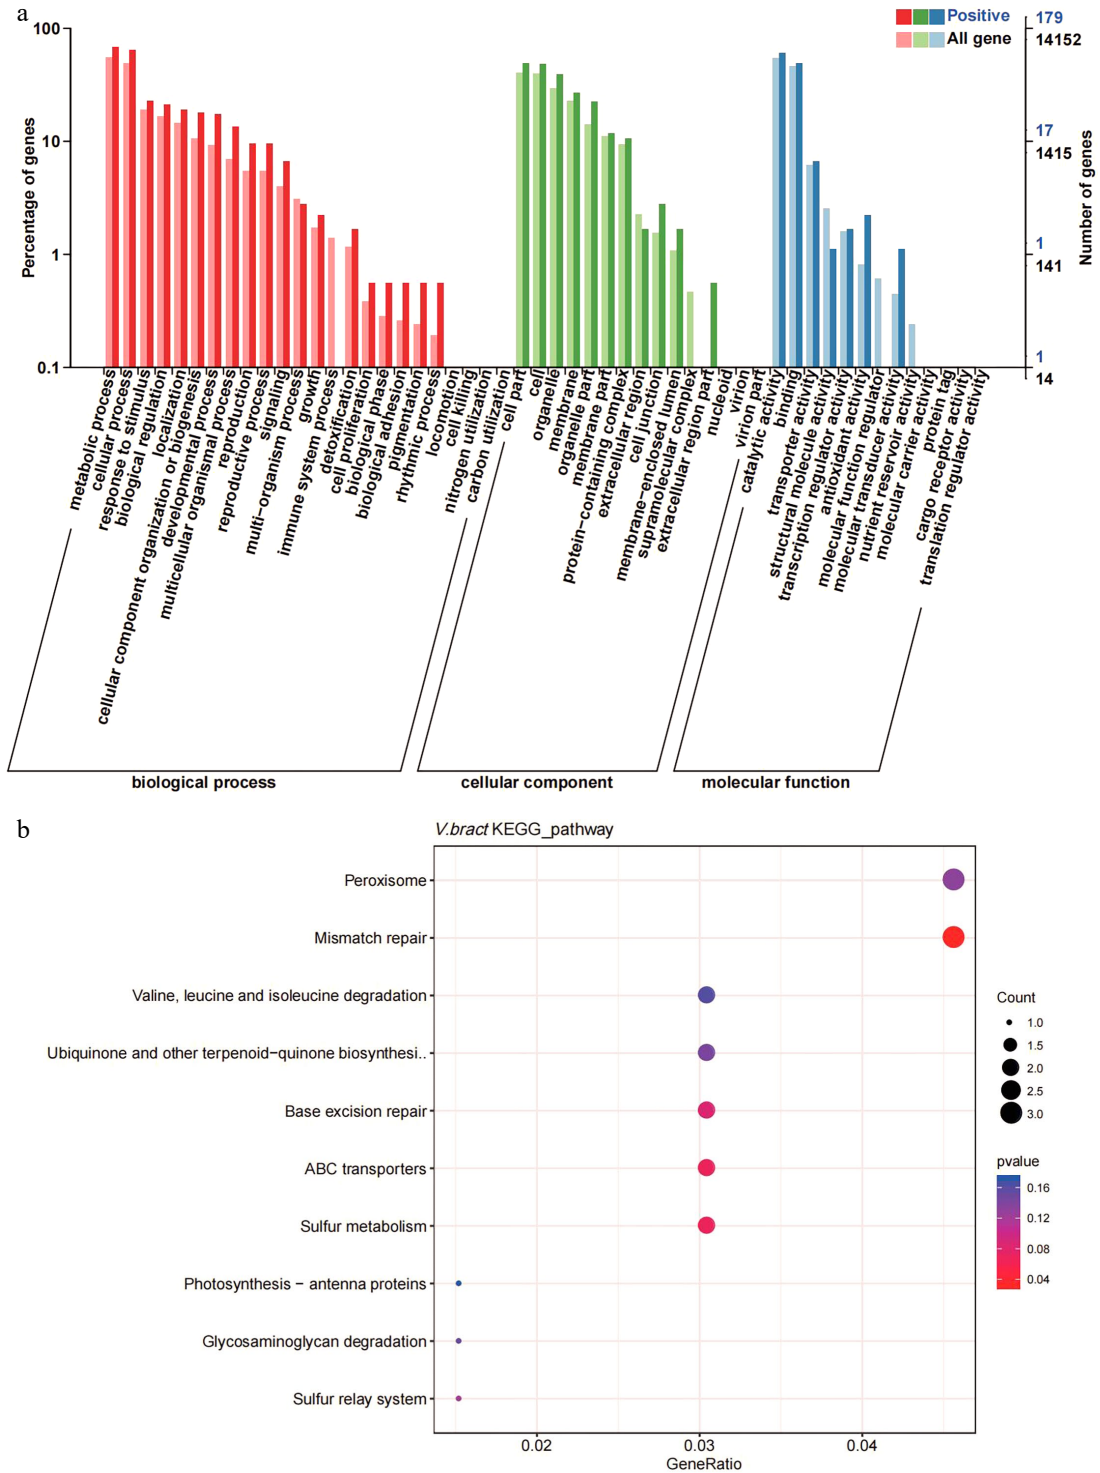 a
Positive
All gene
179
14152
17
1415
1
141
1
14
100
10
1
0.1
Percentage of genes
Number of genes
metabolic process
cellular process
response to stimulus
biological regulation
localization
cellular component organization or biogenesis
developmental process
multicellular organismal process
reproduction
reproductive process
signaling
multi-organism process
growth
immune system process
detoxification
cell proliferation
biological phase
biological adhesion
pigmentation
rhythmic process
locomotion
cell killing
nitrogen utilization
carbon utilization
cell part
cell
organelle
membrane
organelle part
membrane part
protein-containing complex
extracellular region
cell junction
membrane-enclosed lumen
supramolecular complex
extracellular region part
nucleoid
virion
virion part
catalytic activity
binding
transporter activity
structural molecule activity
transcription regulator activity
antioxidant activity
molecular function regulator
molecular transducer activity
nutrient reservoir activity
molecular carrier activity
protein tag
cargo receptor activity
translation regulator activity
biological process
cellular component
molecular function
b
V.bract KEGG_pathway
Peroxisome
Mismatch repair
Valine, leucine and isoleucine degradation
Ubiquinone and other terpenoid-quinone biosynthesi..
Base excision repair
ABC transporters
Sulfur metabolism
Photosynthesis - antenna proteins
Glycosaminoglycan degradation
Sulfur relay system
0.02
0.03
0.04
GeneRatio
Count
1.0
1.5
2.0
2.5
3.0
pvalue
0.16
0.12
0.08
0.04